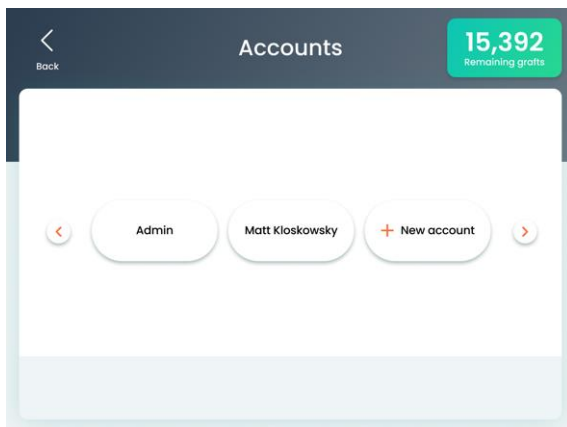 Back
Accounts
15,392
Remaining grafts
Admin
Matt Kloskowsky
+ New account